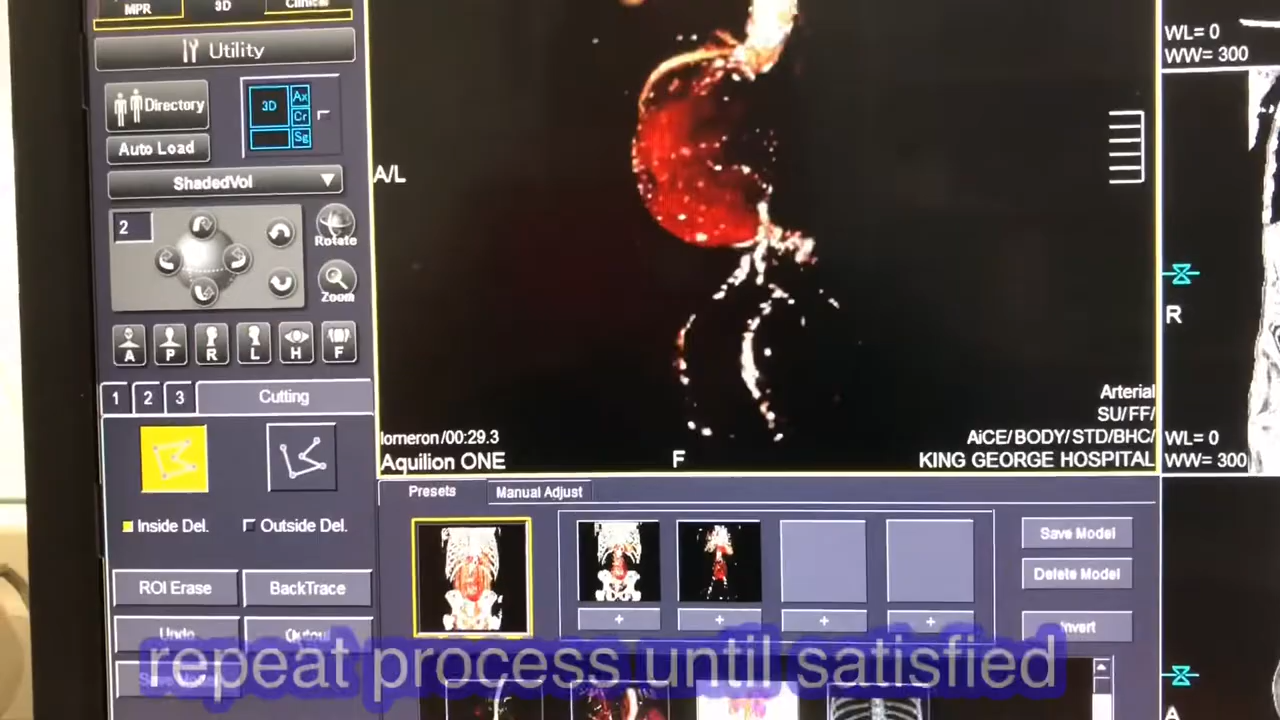 MPR
3D
Clinical
Utility
Directory
3D
Ax
Cr
Sg
Auto Load
ShadedVol
2
Rotate
Zoom
A
P
R
L
H
F
1
2
3
Cutting
Inside Del.
Outside Del.
ROI Erase
BackTrace
Undo
A/L
Iomeron/00:29.3
Aquilion ONE
F
Arterial
SU/FF/
AiCE/BODY/STD/BHC/
KING GEORGE HOSPITAL
WL= 0
WW= 300
R
WL= 0
WW= 300
A
Presets
Manual Adjust
+
+
+
+
Save Model
Delete Model
Invert
repeat process until satisfied